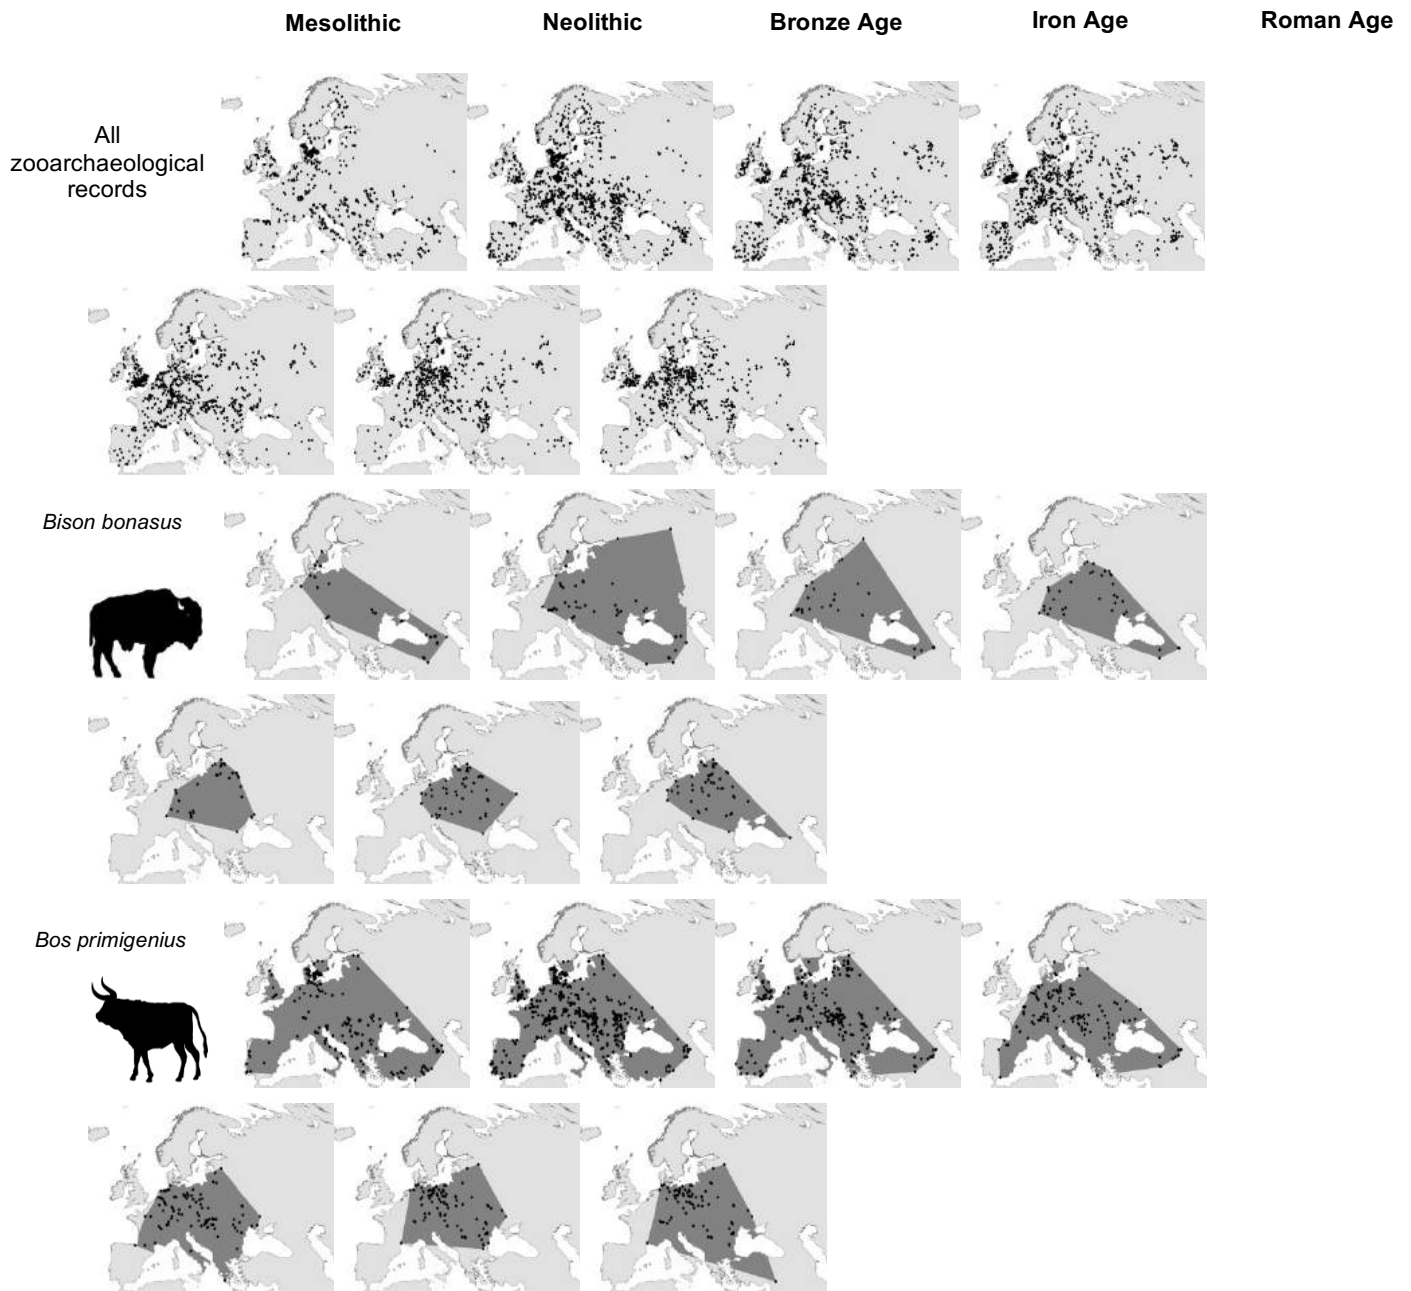 Mesolithic Neolithic Bronze Age Iron Age Roman Age
All
zooarchaeological
records
Bison bonasus
Bos primigenius